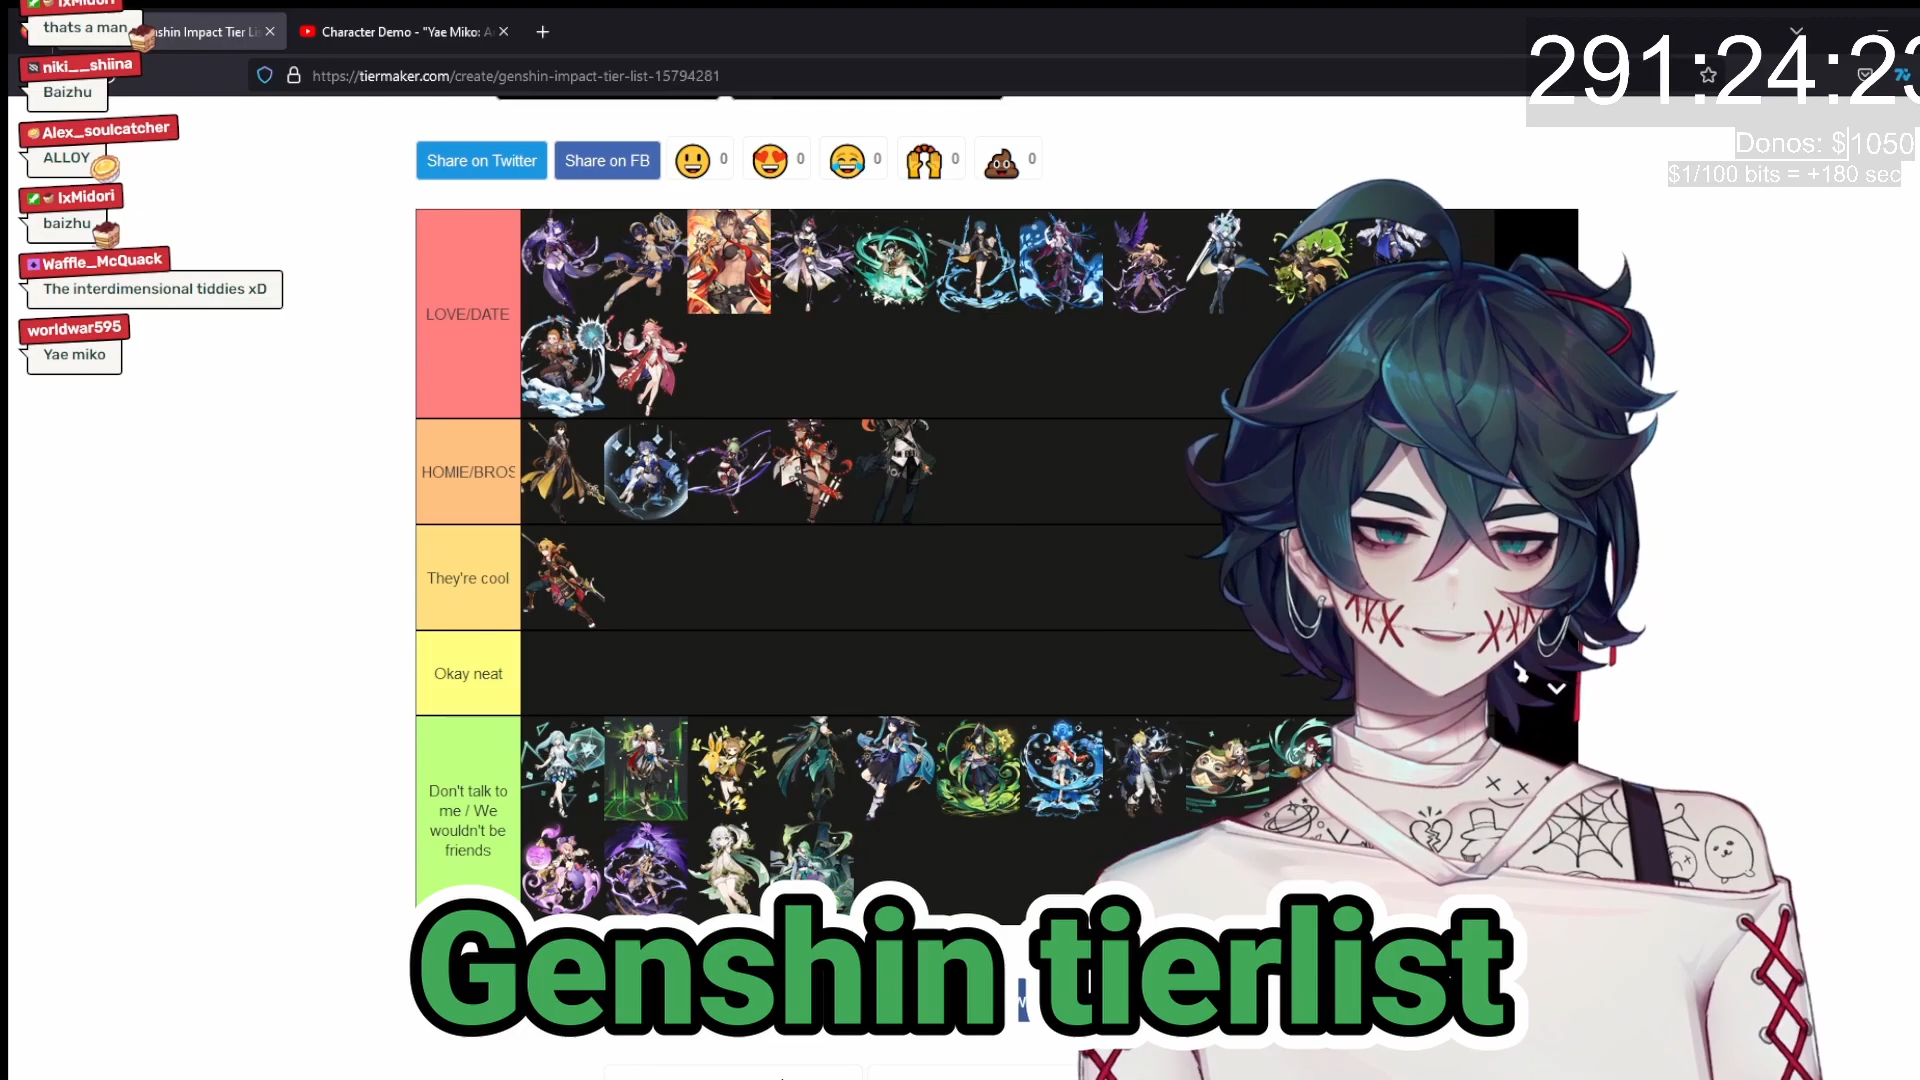 IxMidori
thats a man
niki__shiina
Baizhu
Alex_soulcatcher
ALLOY
IxMidori
baizhu
Waffle_McQuack
The interdimensional tiddies xD
worldwar595
Yae miko
nshin Impact Tier Li
Character Demo - "Yae Miko: A
https://tiermaker.com/create/genshin-impact-tier-list-15794281
291:24:23
Donos: $1050
$1/100 bits = +180 sec
Share on Twitter
Share on FB
0
0
0
0
0
LOVE/DATE
HOMIE/BROS
They're cool
Okay neat
Don't talk to
me / We
wouldn't be
friends
Genshin tierlist